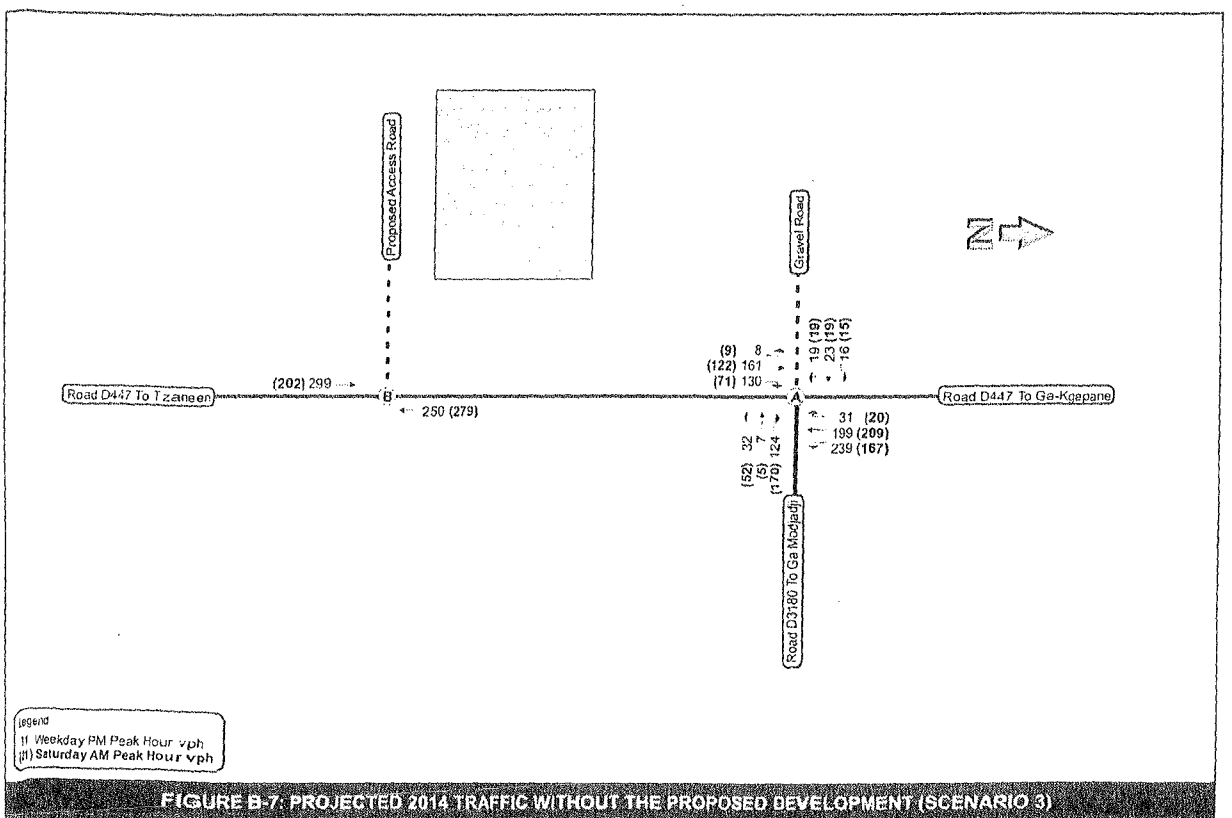 Proposed Access Road
Gravel Road
N
(9) 8
(122) 161
(71) 130
19 (19)
23 (19)
16 (15)
Road D447 To Tzaneen
(202) 299
B
250 (279)
A
Road D447 To Ga-Kgapane
31 (20)
199 (209)
239 (167)
(52) 32
(5) 7
(170) 124
Road D3180 To Ga Modjadji
Legend
11 Weekday PM Peak Hour vph
(11) Saturday AM Peak Hour vph
FIGURE B-7: PROJECTED 2014 TRAFFIC WITHOUT THE PROPOSED DEVELOPMENT (SCENARIO 3)